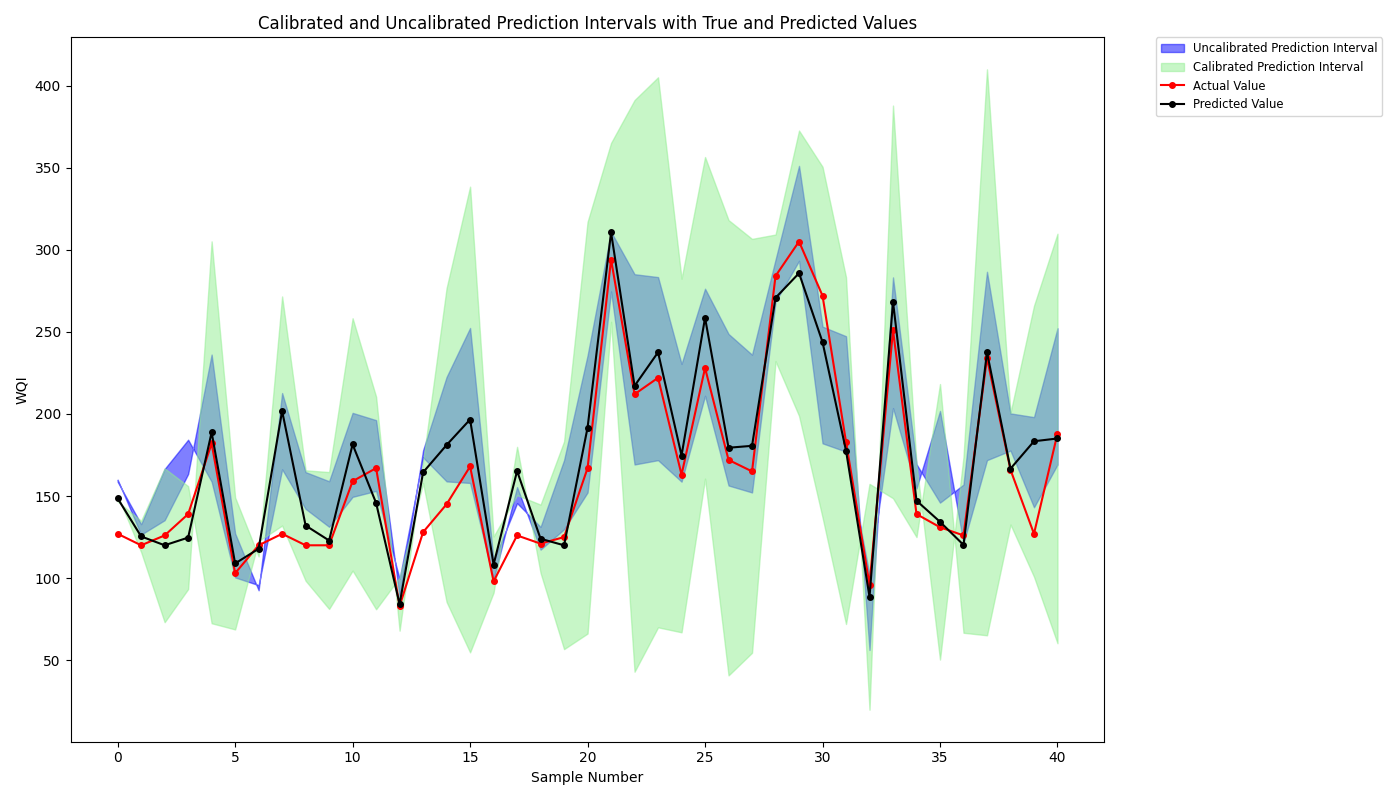 Calibrated and Uncalibrated Prediction Intervals with True and Predicted Values
Uncalibrated Prediction Interval
Calibrated Prediction Interval
Actual Value
Predicted Value
WQI
400
350
300
250
200
150
100
50
0 5 10 15 20 25 30 35 40
Sample Number